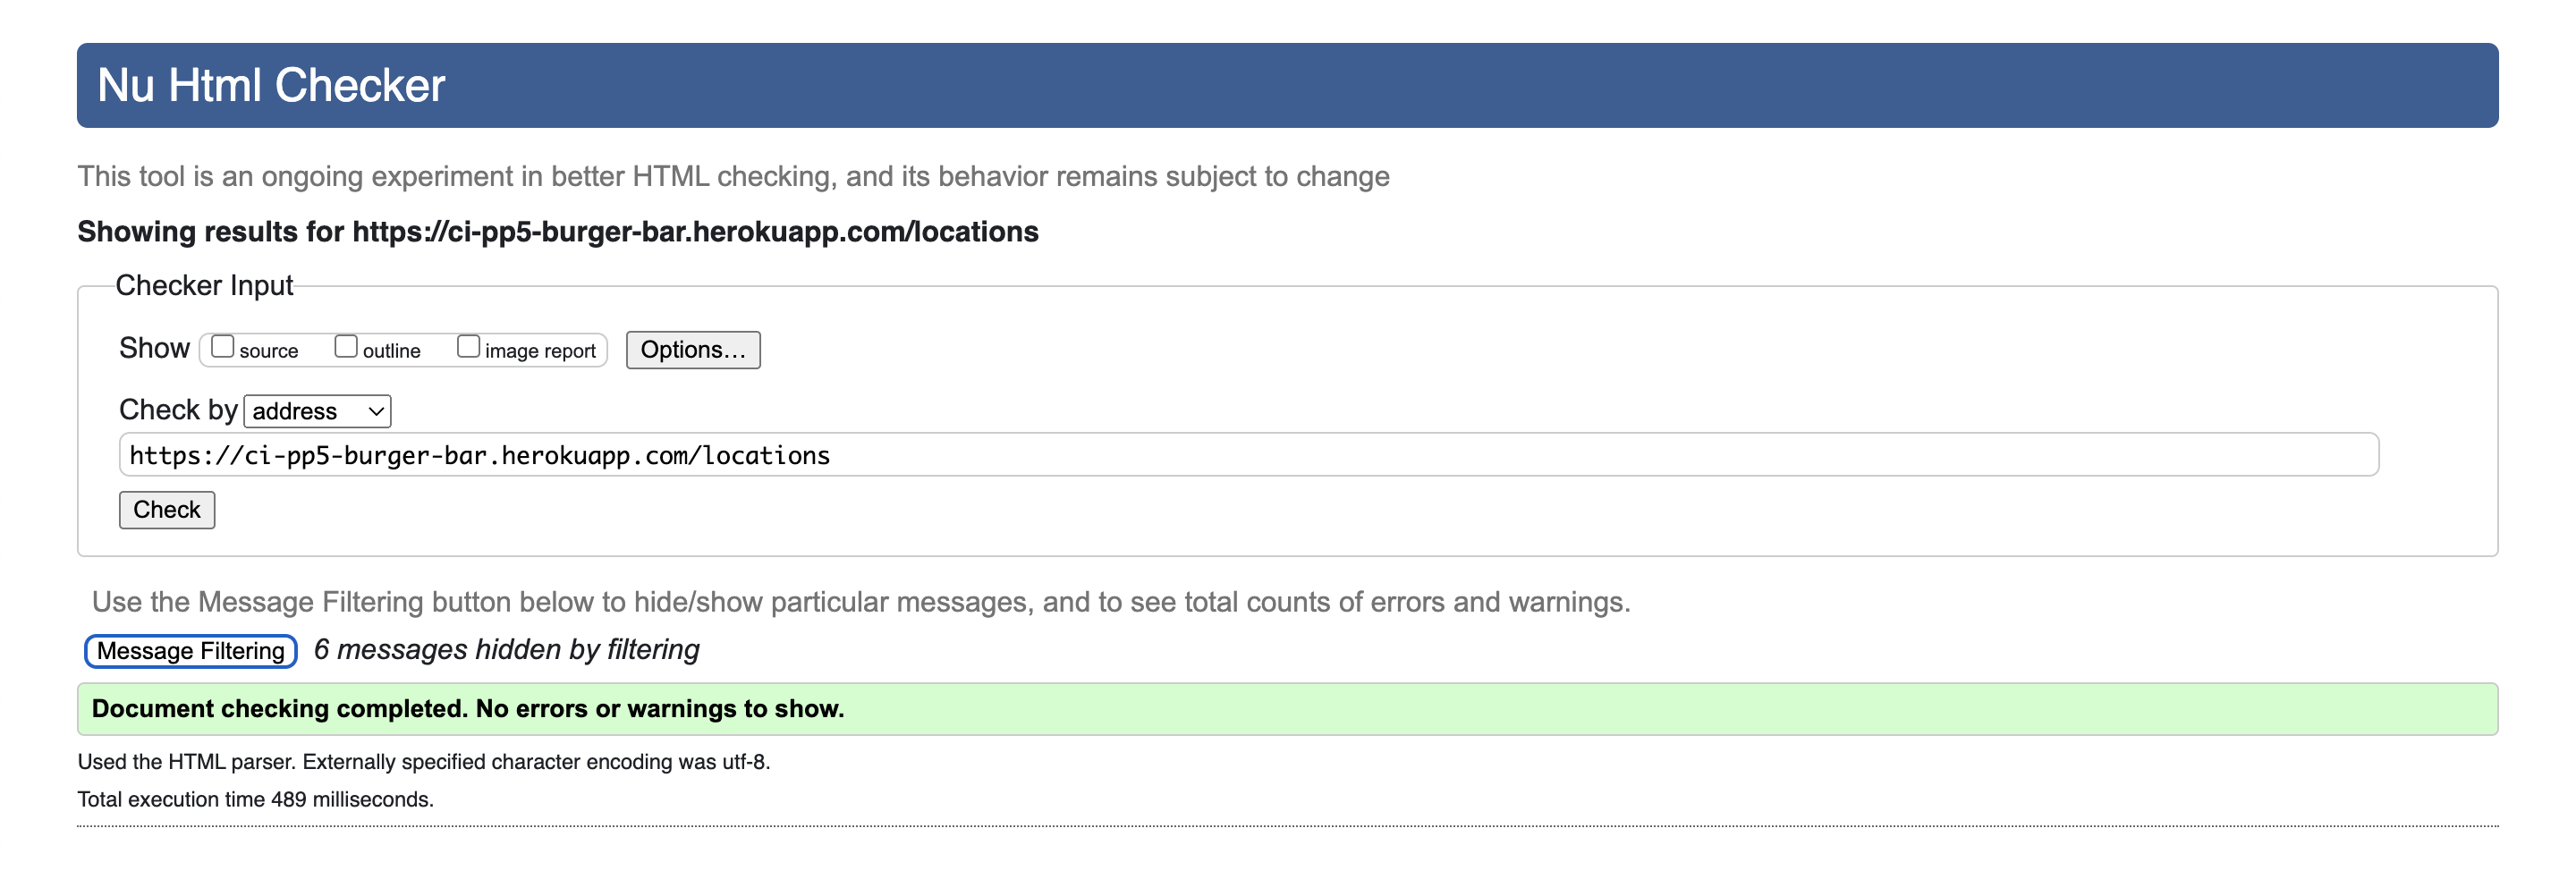 Nu Html Checker
This tool is an ongoing experiment in better HTML checking, and its behavior remains subject to change
Showing results for https://ci-pp5-burger-bar.herokuapp.com/locations
Checker Input
Show source outline image report Options...
Check by address
https://ci-pp5-burger-bar.herokuapp.com/locations
Check
Use the Message Filtering button below to hide/show particular messages, and to see total counts of errors and warnings.
Message Filtering 6 messages hidden by filtering
Document checking completed. No errors or warnings to show.
Used the HTML parser. Externally specified character encoding was utf-8.
Total execution time 489 milliseconds.